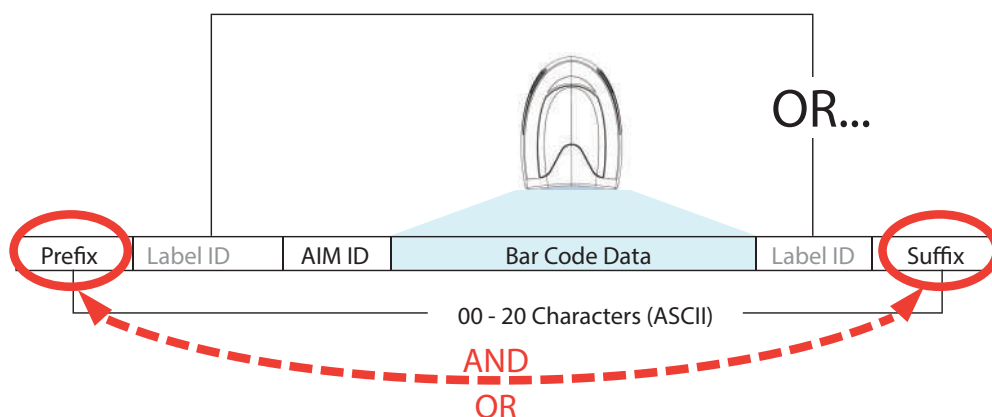 OR...
Prefix Label ID AIM ID Bar Code Data Label ID Suffix
00 - 20 Characters (ASCII)
AND
OR